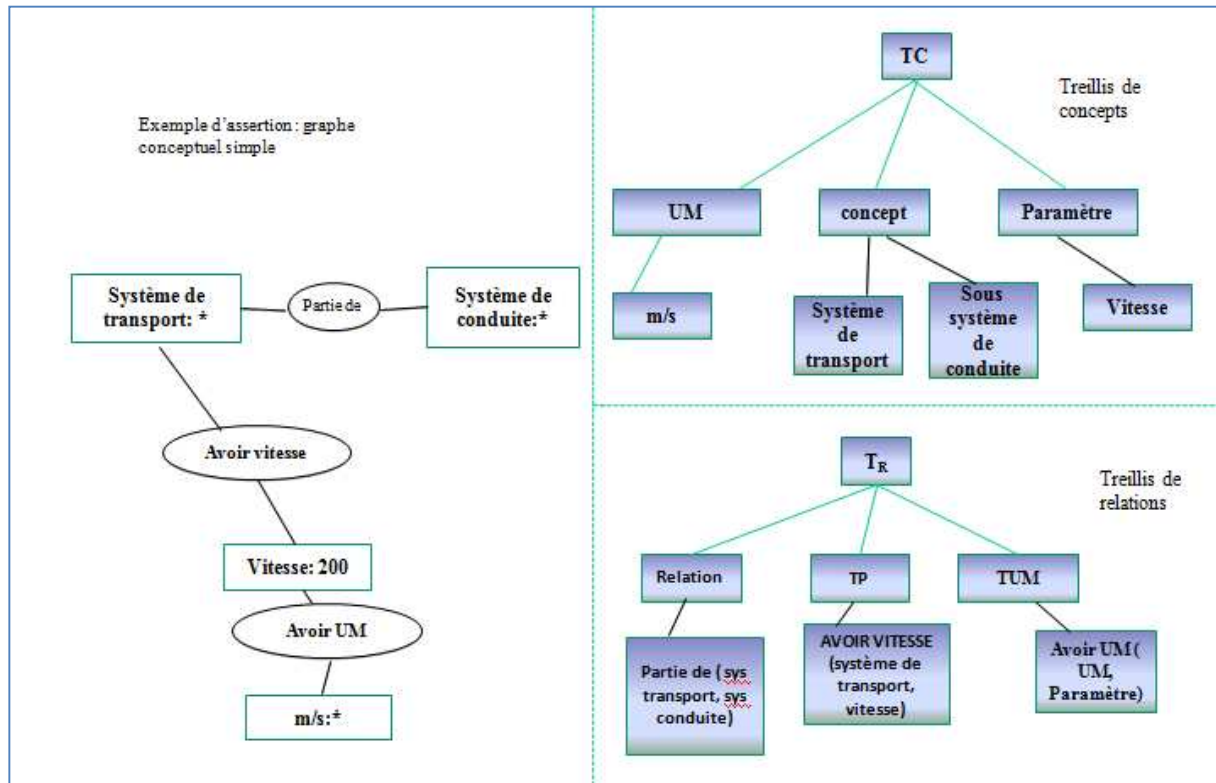 Exemple d'assertion : graphe
conceptuel simple
Système de
transport: *
Partie de
Système de
conduite:*
Avoir vitesse
Vitesse: 200
Avoir UM
m/s:*
TC
Treillis de
concepts
UM
concept
Paramètre
m/s
Système
de
transport
Sous
système
de
conduite
Vitesse
TR
Treillis de
relations
Relation
TP
TUM
Partie de ( sys
transport, sys
conduite)
AVOIR VITESSE
(système de
transport,
vitesse)
Avoir UM (
UM,
Paramètre)